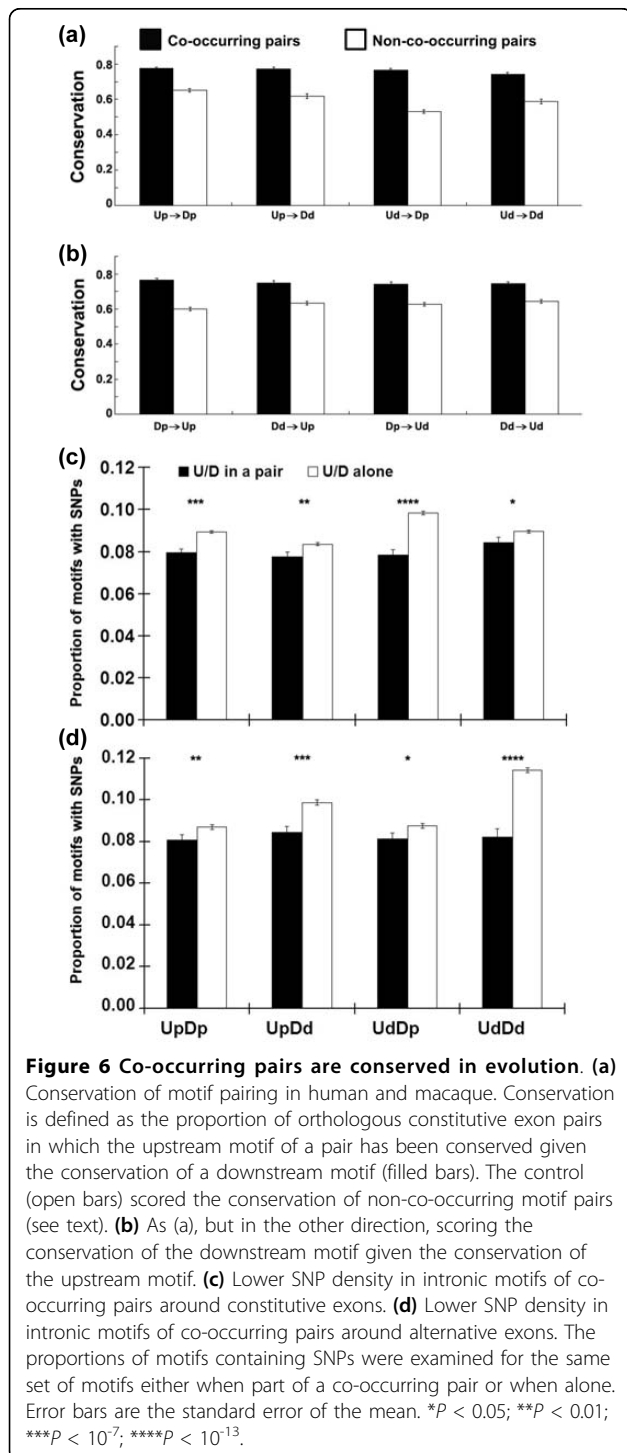 (a)
Co-occurring pairs
Non-co-occurring pairs
Conservation
0.8
0.6
0.4
0.2
0
Up→Dp
Up→Dd
Ud→Dp
Ud→Dd
(b)
Conservation
0.8
0.6
0.4
0.2
0
Dp→Up
Dd→Up
Dp→Ud
Dd→Ud
(c)
U/D in a pair
U/D alone
Proportion of motifs with SNPs
0.12
0.10
0.08
0.06
0.04
0.02
0.00
***
**
****
*
(d)
Proportion of motifs with SNPs
0.12
0.10
0.08
0.06
0.04
0.02
0.00
**
***
*
****
UpDp
UpDd
UdDp
UdDd
Figure 6 Co-occurring pairs are conserved in evolution. (a)
Conservation of motif pairing in human and macaque. Conservation
is defined as the proportion of orthologous constitutive exon pairs
in which the upstream motif of a pair has been conserved given
the conservation of a downstream motif (filled bars). The control
(open bars) scored the conservation of non-co-occurring motif pairs
(see text). (b) As (a), but in the other direction, scoring the
conservation of the downstream motif given the conservation of
the upstream motif. (c) Lower SNP density in intronic motifs of co-
occurring pairs around constitutive exons. (d) Lower SNP density in
intronic motifs of co-occurring pairs around alternative exons. The
proportions of motifs containing SNPs were examined for the same
set of motifs either when part of a co-occurring pair or when alone.
Error bars are the standard error of the mean. *P < 0.05; **P < 0.01;
***P < 10⁻⁷; ****P < 10⁻¹³.